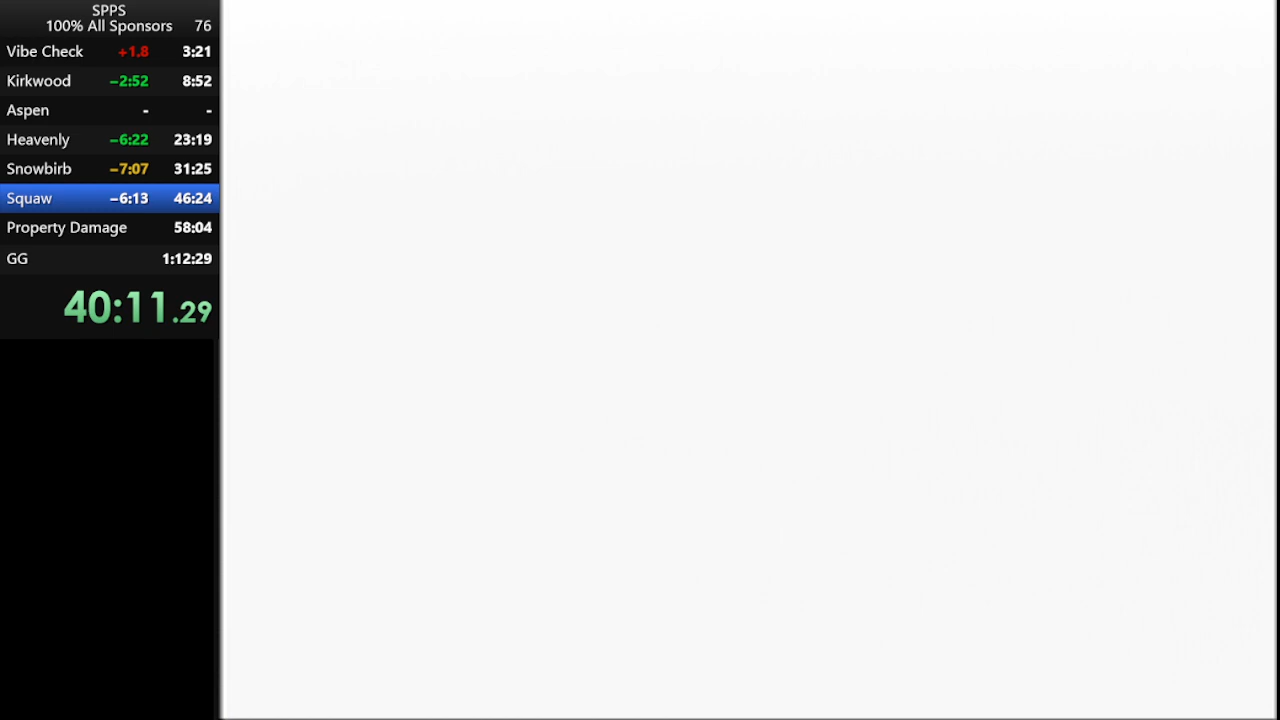 SPPS
100% All Sponsors 76
Vibe Check +1.8 3:21
Kirkwood −2:52 8:52
Aspen - -
Heavenly −6:22 23:19
Snowbirb −7:07 31:25
Squaw −6:13 46:24
Property Damage 58:04
GG 1:12:29
40:11.29